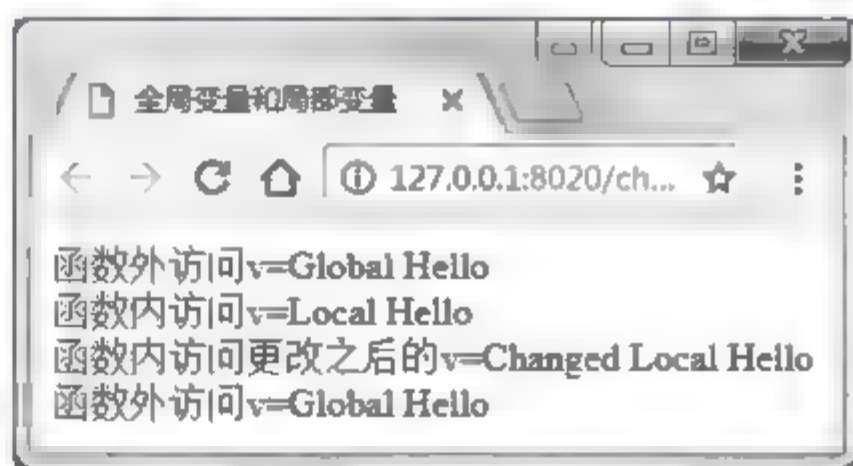 全局变量和局部变量
127.0.0.1:8020/ch...
函数外访问v=Global Hello
函数内访问v=Local Hello
函数内访问更改之后的v=Changed Local Hello
函数外访问v=Global Hello